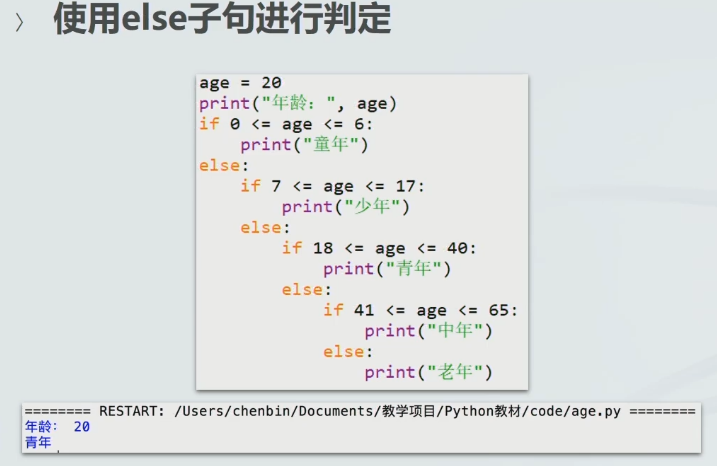 › 使用else子句进行判定
age = 20
print("年龄：", age)
if 0 <= age <= 6:
    print("童年")
else:
    if 7 <= age <= 17:
        print("少年")
    else:
        if 18 <= age <= 40:
            print("青年")
        else:
            if 41 <= age <= 65:
                print("中年")
            else:
                print("老年")
======== RESTART: /Users/chenbin/Documents/教学项目/Python教材/code/age.py ========
年龄： 20
青年